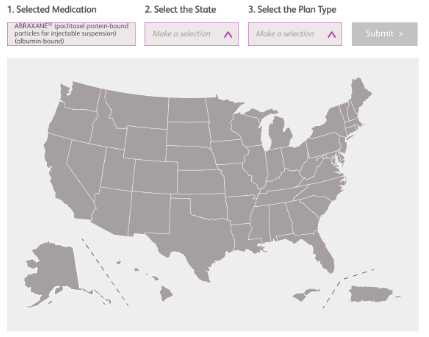 1. Selected Medication
2. Select the State
3. Select the Plan Type
ABRAXANE® (paclitaxel protein-bound
particles for injectable suspension)
(albumin-bound)
Make a selection
Make a selection
Submit >